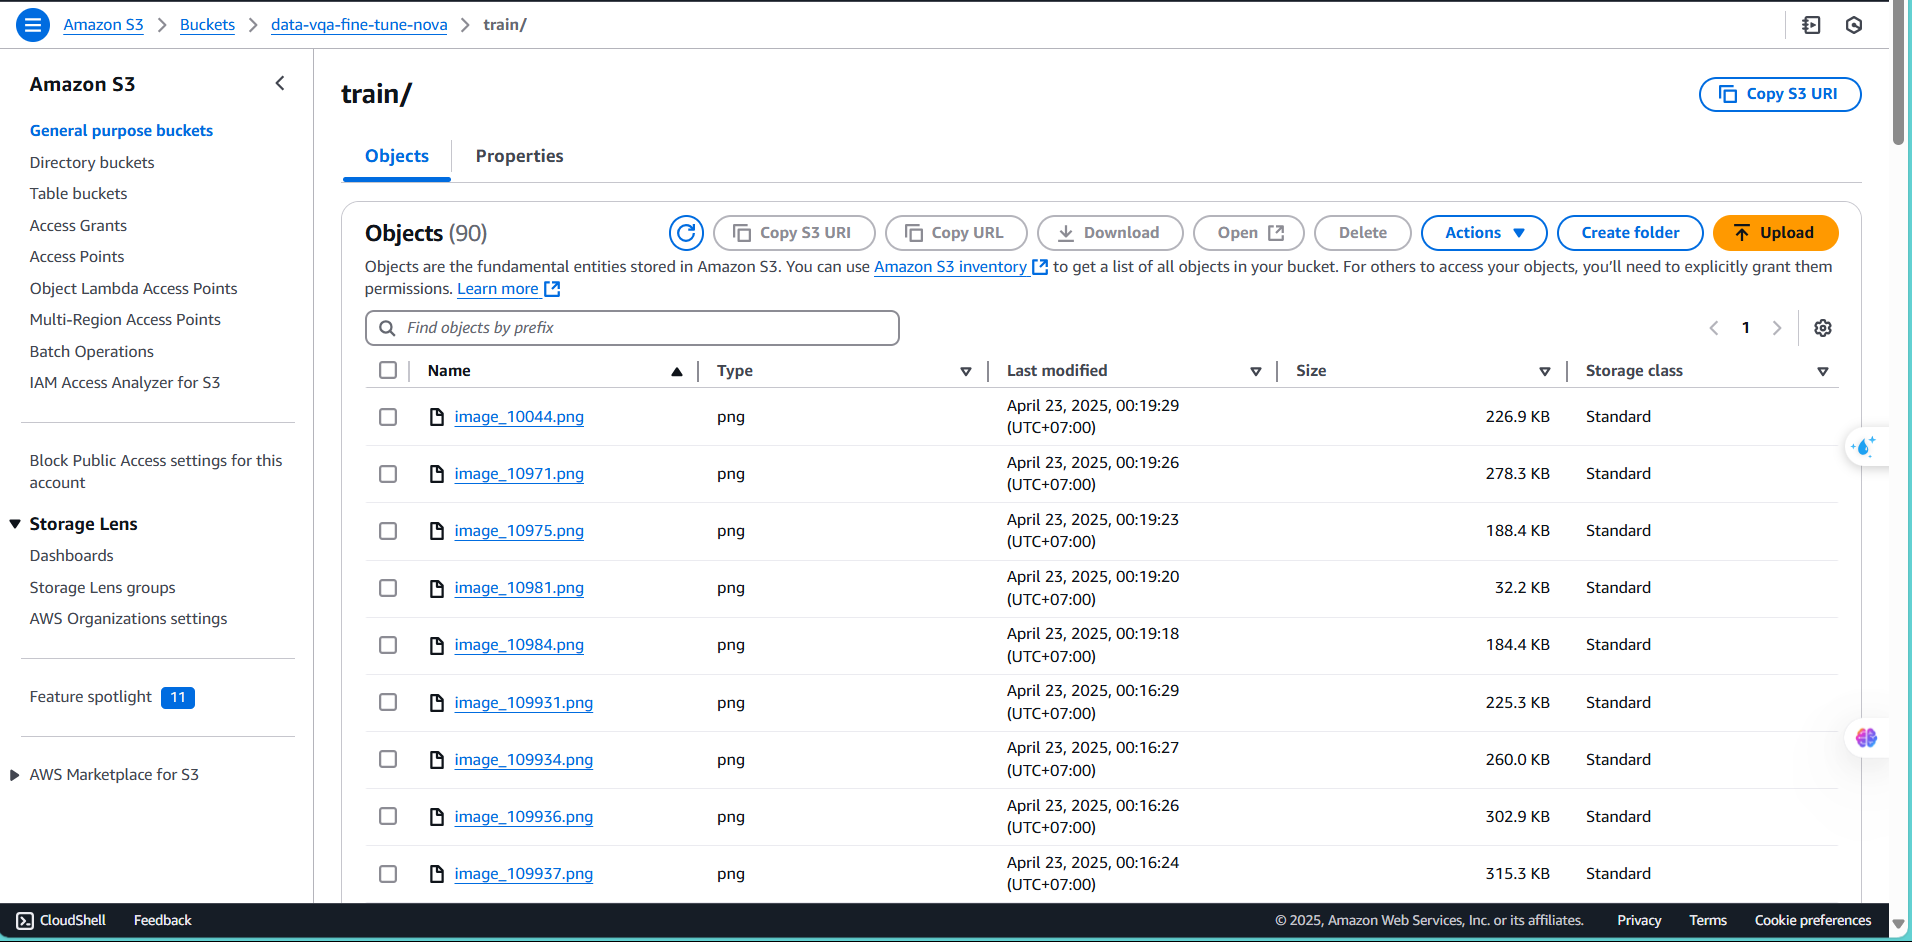 Amazon S3 > Buckets > data-vqa-fine-tune-nova > train/
Amazon S3
General purpose buckets
Directory buckets
Table buckets
Access Grants
Access Points
Object Lambda Access Points
Multi-Region Access Points
Batch Operations
IAM Access Analyzer for S3
Block Public Access settings for this
account
Storage Lens
Dashboards
Storage Lens groups
AWS Organizations settings
Feature spotlight 11
AWS Marketplace for S3
train/
Copy S3 URI
Objects Properties
Objects (90) Copy S3 URI Copy URL Download Open Delete Actions Create folder Upload
Objects are the fundamental entities stored in Amazon S3. You can use Amazon S3 inventory to get a list of all objects in your bucket. For others to access your objects, you’ll need to explicitly grant them
permissions. Learn more
Find objects by prefix
1
Name Type Last modified Size Storage class
image_10044.png png April 23, 2025, 00:19:29 (UTC+07:00) 226.9 KB Standard
image_10971.png png April 23, 2025, 00:19:26 (UTC+07:00) 278.3 KB Standard
image_10975.png png April 23, 2025, 00:19:23 (UTC+07:00) 188.4 KB Standard
image_10981.png png April 23, 2025, 00:19:20 (UTC+07:00) 32.2 KB Standard
image_10984.png png April 23, 2025, 00:19:18 (UTC+07:00) 184.4 KB Standard
image_109931.png png April 23, 2025, 00:16:29 (UTC+07:00) 225.3 KB Standard
image_109934.png png April 23, 2025, 00:16:27 (UTC+07:00) 260.0 KB Standard
image_109936.png png April 23, 2025, 00:16:26 (UTC+07:00) 302.9 KB Standard
image_109937.png png April 23, 2025, 00:16:24 (UTC+07:00) 315.3 KB Standard
CloudShell Feedback © 2025, Amazon Web Services, Inc. or its affiliates. Privacy Terms Cookie preferences